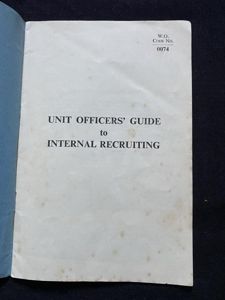 W.O.
CODE NO.
0074
UNIT OFFICERS' GUIDE
to
INTERNAL RECRUITING